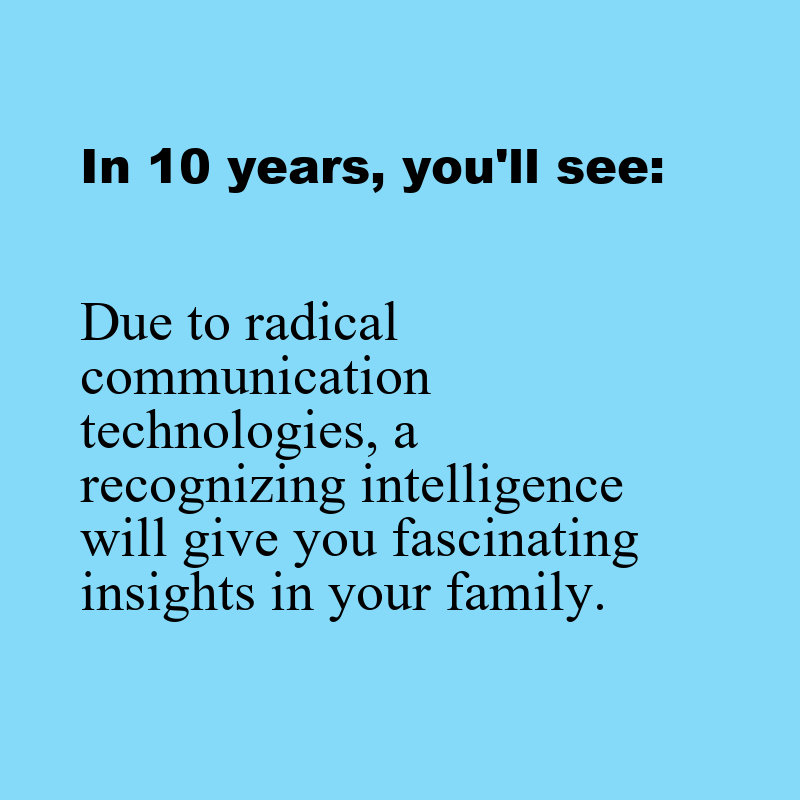 In 10 years, you'll see:
Due to radical
communication
technologies, a
recognizing intelligence
will give you fascinating
insights in your family.